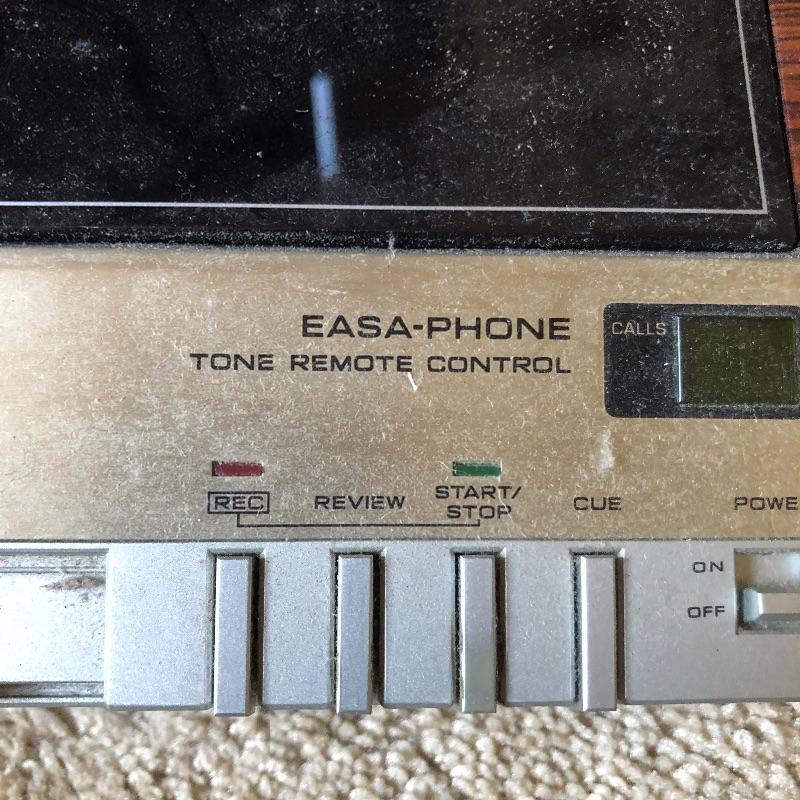 EASA-PHONE
TONE REMOTE CONTROL
CALLS
REC
REVIEW
START/
STOP
CUE
POWE
ON
OFF